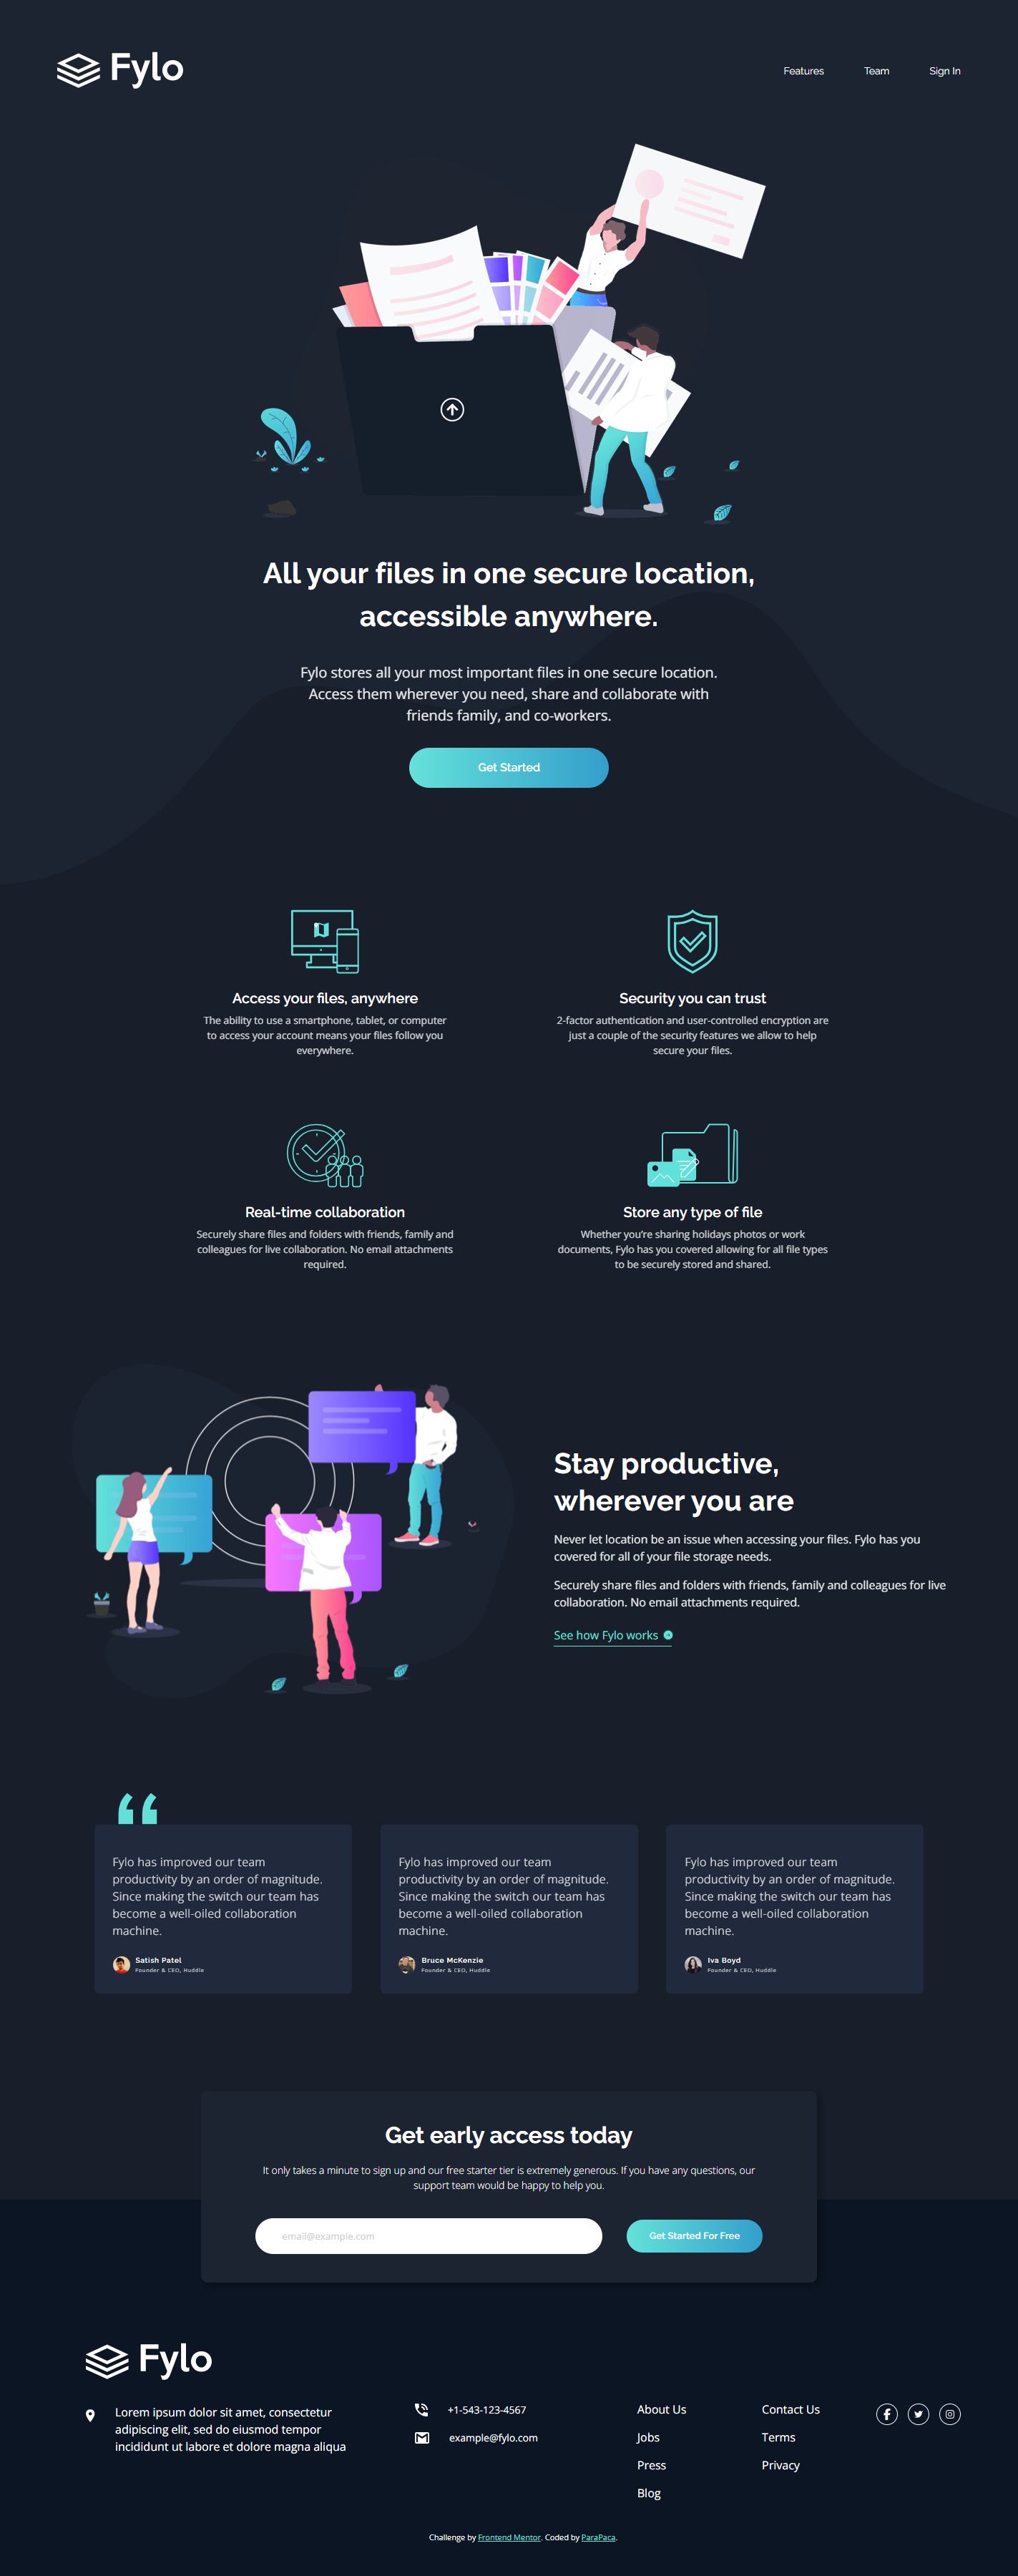 Fylo
Features
Team
Sign In
All your files in one secure location,
accessible anywhere.
Fylo stores all your most important files in one secure location.
Access them wherever you need, share and collaborate with
friends family, and co-workers.
Get Started
Access your files, anywhere
The ability to use a smartphone, tablet, or computer
to access your account means your files follow you
everywhere.
Security you can trust
2-factor authentication and user-controlled encryption are
just a couple of the security features we allow to help
secure your files.
Real-time collaboration
Securely share files and folders with friends, family and
colleagues for live collaboration. No email attachments
required.
Store any type of file
Whether you're sharing holidays photos or work
documents, Fylo has you covered allowing for all file types
to be securely stored and shared.
Stay productive,
wherever you are
Never let location be an issue when accessing your files. Fylo has you
covered for all of your file storage needs.
Securely share files and folders with friends, family and colleagues for live
collaboration. No email attachments required.
See how Fylo works
Fylo has improved our team
productivity by an order of magnitude.
Since making the switch our team has
become a well-oiled collaboration
machine.
Satish Patel
Founder & CEO, Huddle
Fylo has improved our team
productivity by an order of magnitude.
Since making the switch our team has
become a well-oiled collaboration
machine.
Bruce McKenzie
Founder & CEO, Huddle
Fylo has improved our team
productivity by an order of magnitude.
Since making the switch our team has
become a well-oiled collaboration
machine.
Iva Boyd
Founder & CEO, Huddle
Get early access today
It only takes a minute to sign up and our free starter tier is extremely generous. If you have any questions, our
support team would be happy to help you.
email@example.com
Get Started For Free
Fylo
Lorem ipsum dolor sit amet, consectetur
adipiscing elit, sed do eiusmod tempor
incididunt ut labore et dolore magna aliqua
+1-543-123-4567
example@fylo.com
About Us
Jobs
Press
Blog
Contact Us
Terms
Privacy
Challenge by Frontend Mentor. Coded by ParaPaca.